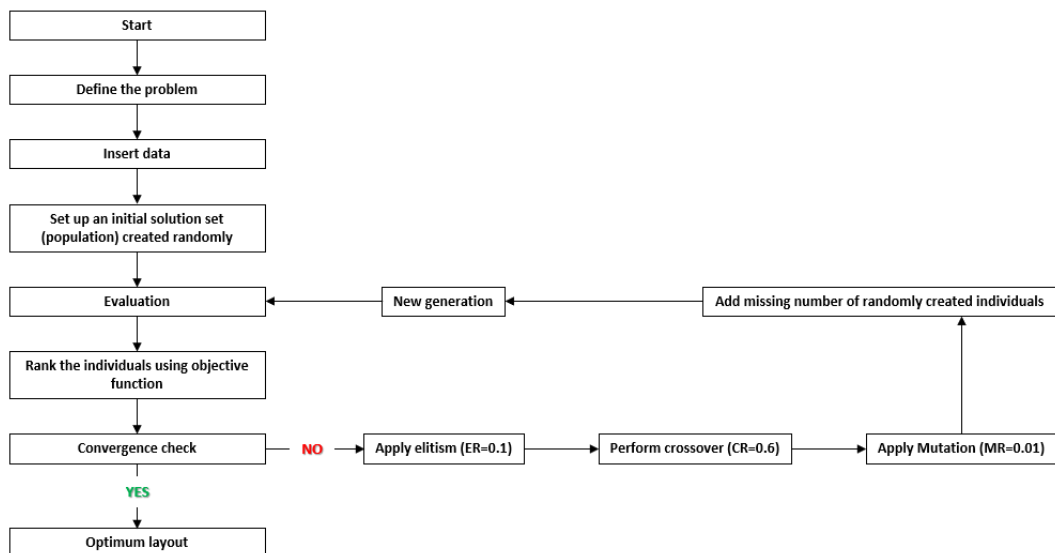 Start
Define the problem
Insert data
Set up an initial solution set
(population) created randomly
Evaluation
New generation
Add missing number of randomly created individuals
Rank the individuals using objective
function
Convergence check
NO
Apply elitism (ER=0.1)
Perform crossover (CR=0.6)
Apply Mutation (MR=0.01)
YES
Optimum layout